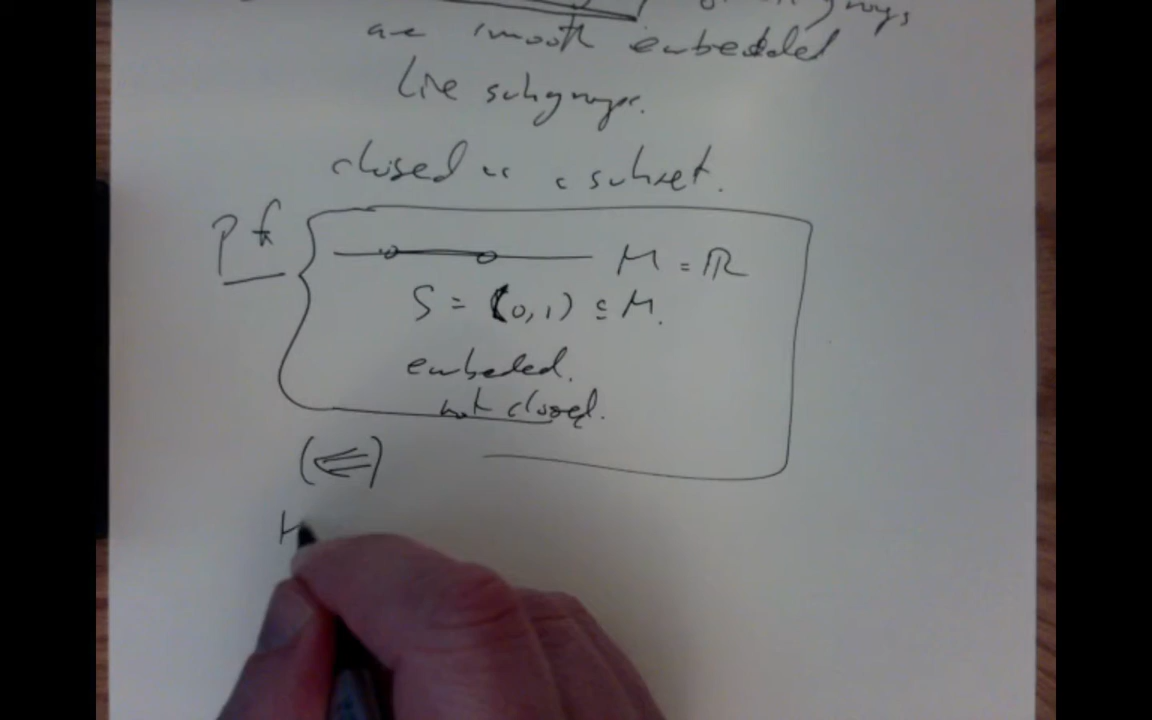 are smooth embedded
Lie subgroups.
closed as a subset.
pf
M = ℝ
S = (0,1) ⊆ M.
embedded.
not closed.
(⇐)
H